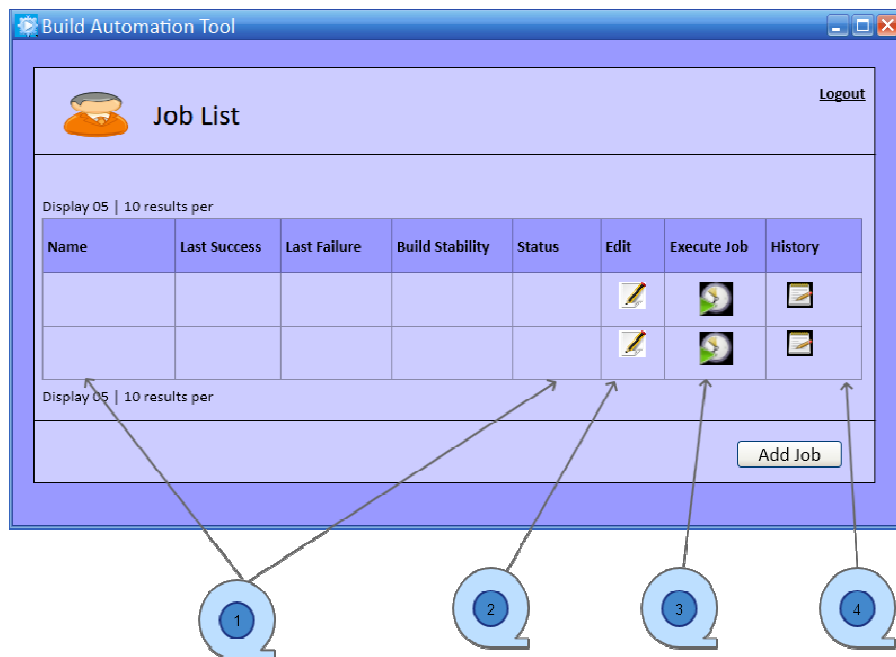 Build Automation Tool
Logout
Job List
Display 05 | 10 results per
Name Last Success Last Failure Build Stability Status Edit Execute Job History
Display 05 | 10 results per
Add Job
1 2 3 4